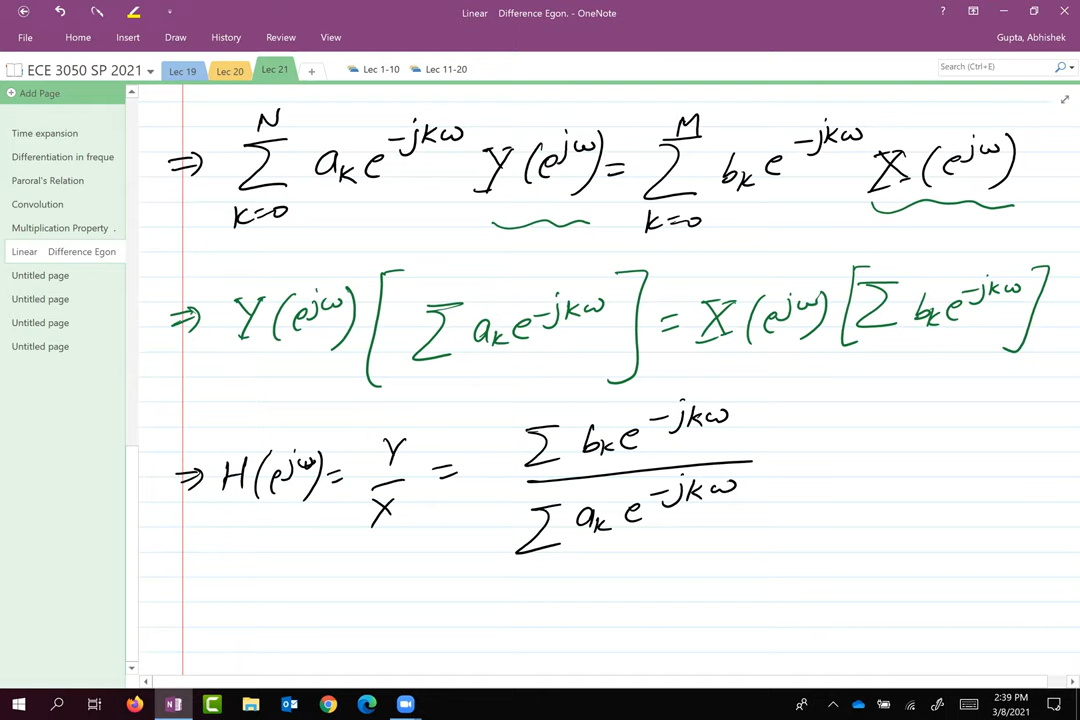 Linear Difference Eqon. - OneNote
?
File Home Insert Draw History Review View
Gupta, Abhishek
ECE 3050 SP 2021 Lec 19 Lec 20 Lec 21 + Lec 1-10 Lec 11-20
Search (Ctrl+E)
Add Page
Time expansion
Differentiation in freque
Paroral's Relation
Convolution
Multiplication Property .
Linear Difference Egon
Untitled page
Untitled page
Untitled page
Untitled page
⇒ ∑_{k=0}^{N} a_k e^{-jkω} Y(e^{jω}) = ∑_{k=0}^{M} b_k e^{-jkω} X(e^{jω})
⇒ Y(e^{jω}) [ ∑ a_k e^{-jkω} ] = X(e^{jω}) [ ∑ b_k e^{-jkω} ]
⇒ H(e^{jω}) = Y/X = ∑ b_k e^{-jkω} / ∑ a_k e^{-jkω}
2:39 PM
3/8/2021